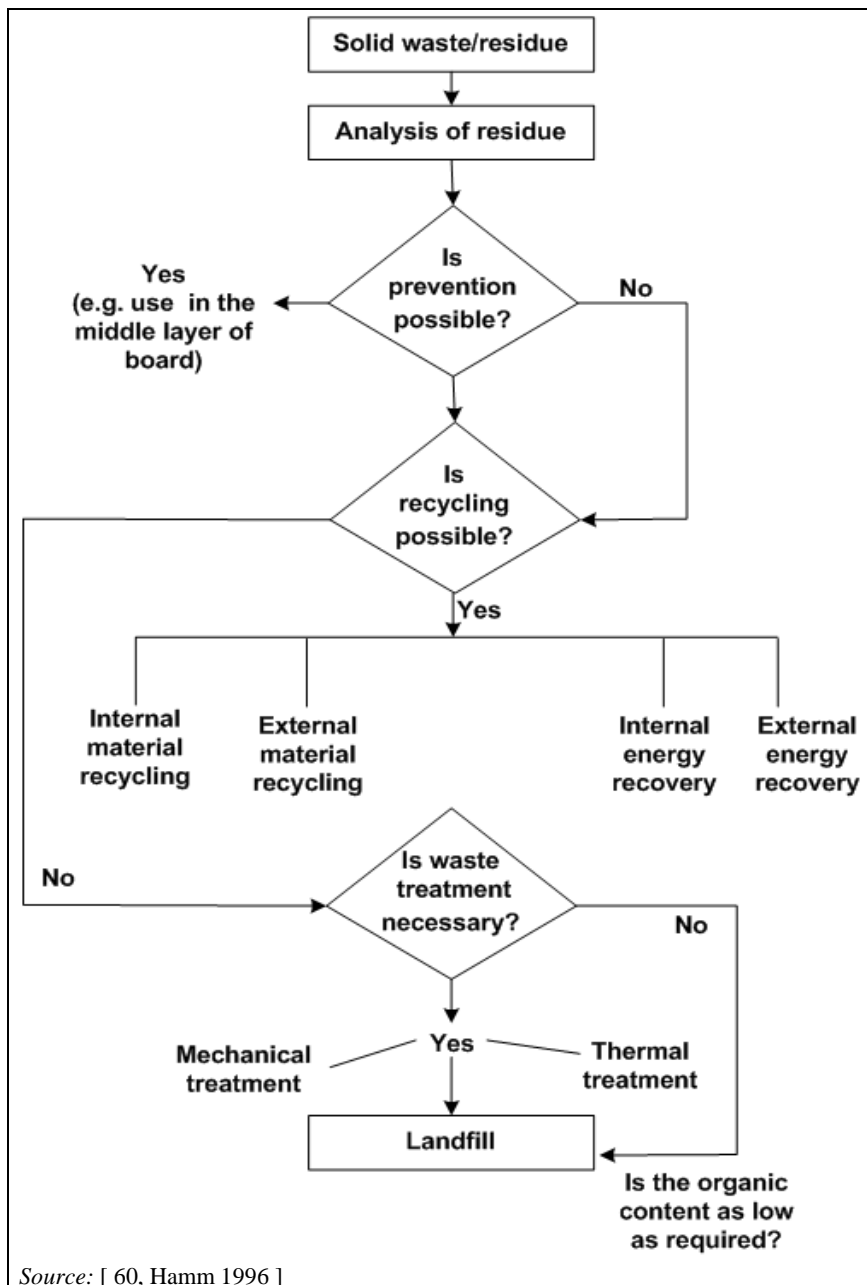 Solid waste/residue
Analysis of residue
Is
prevention
possible?
Yes
(e.g. use in the
middle layer of
board)
No
Is
recycling
possible?
Yes
Internal
material
recycling
External
material
recycling
Internal
energy
recovery
External
energy
recovery
No
Is waste
treatment
necessary?
No
Mechanical
treatment
Yes
Thermal
treatment
Landfill
Is the organic
content as low
as required?
Source: [ 60, Hamm 1996 ]